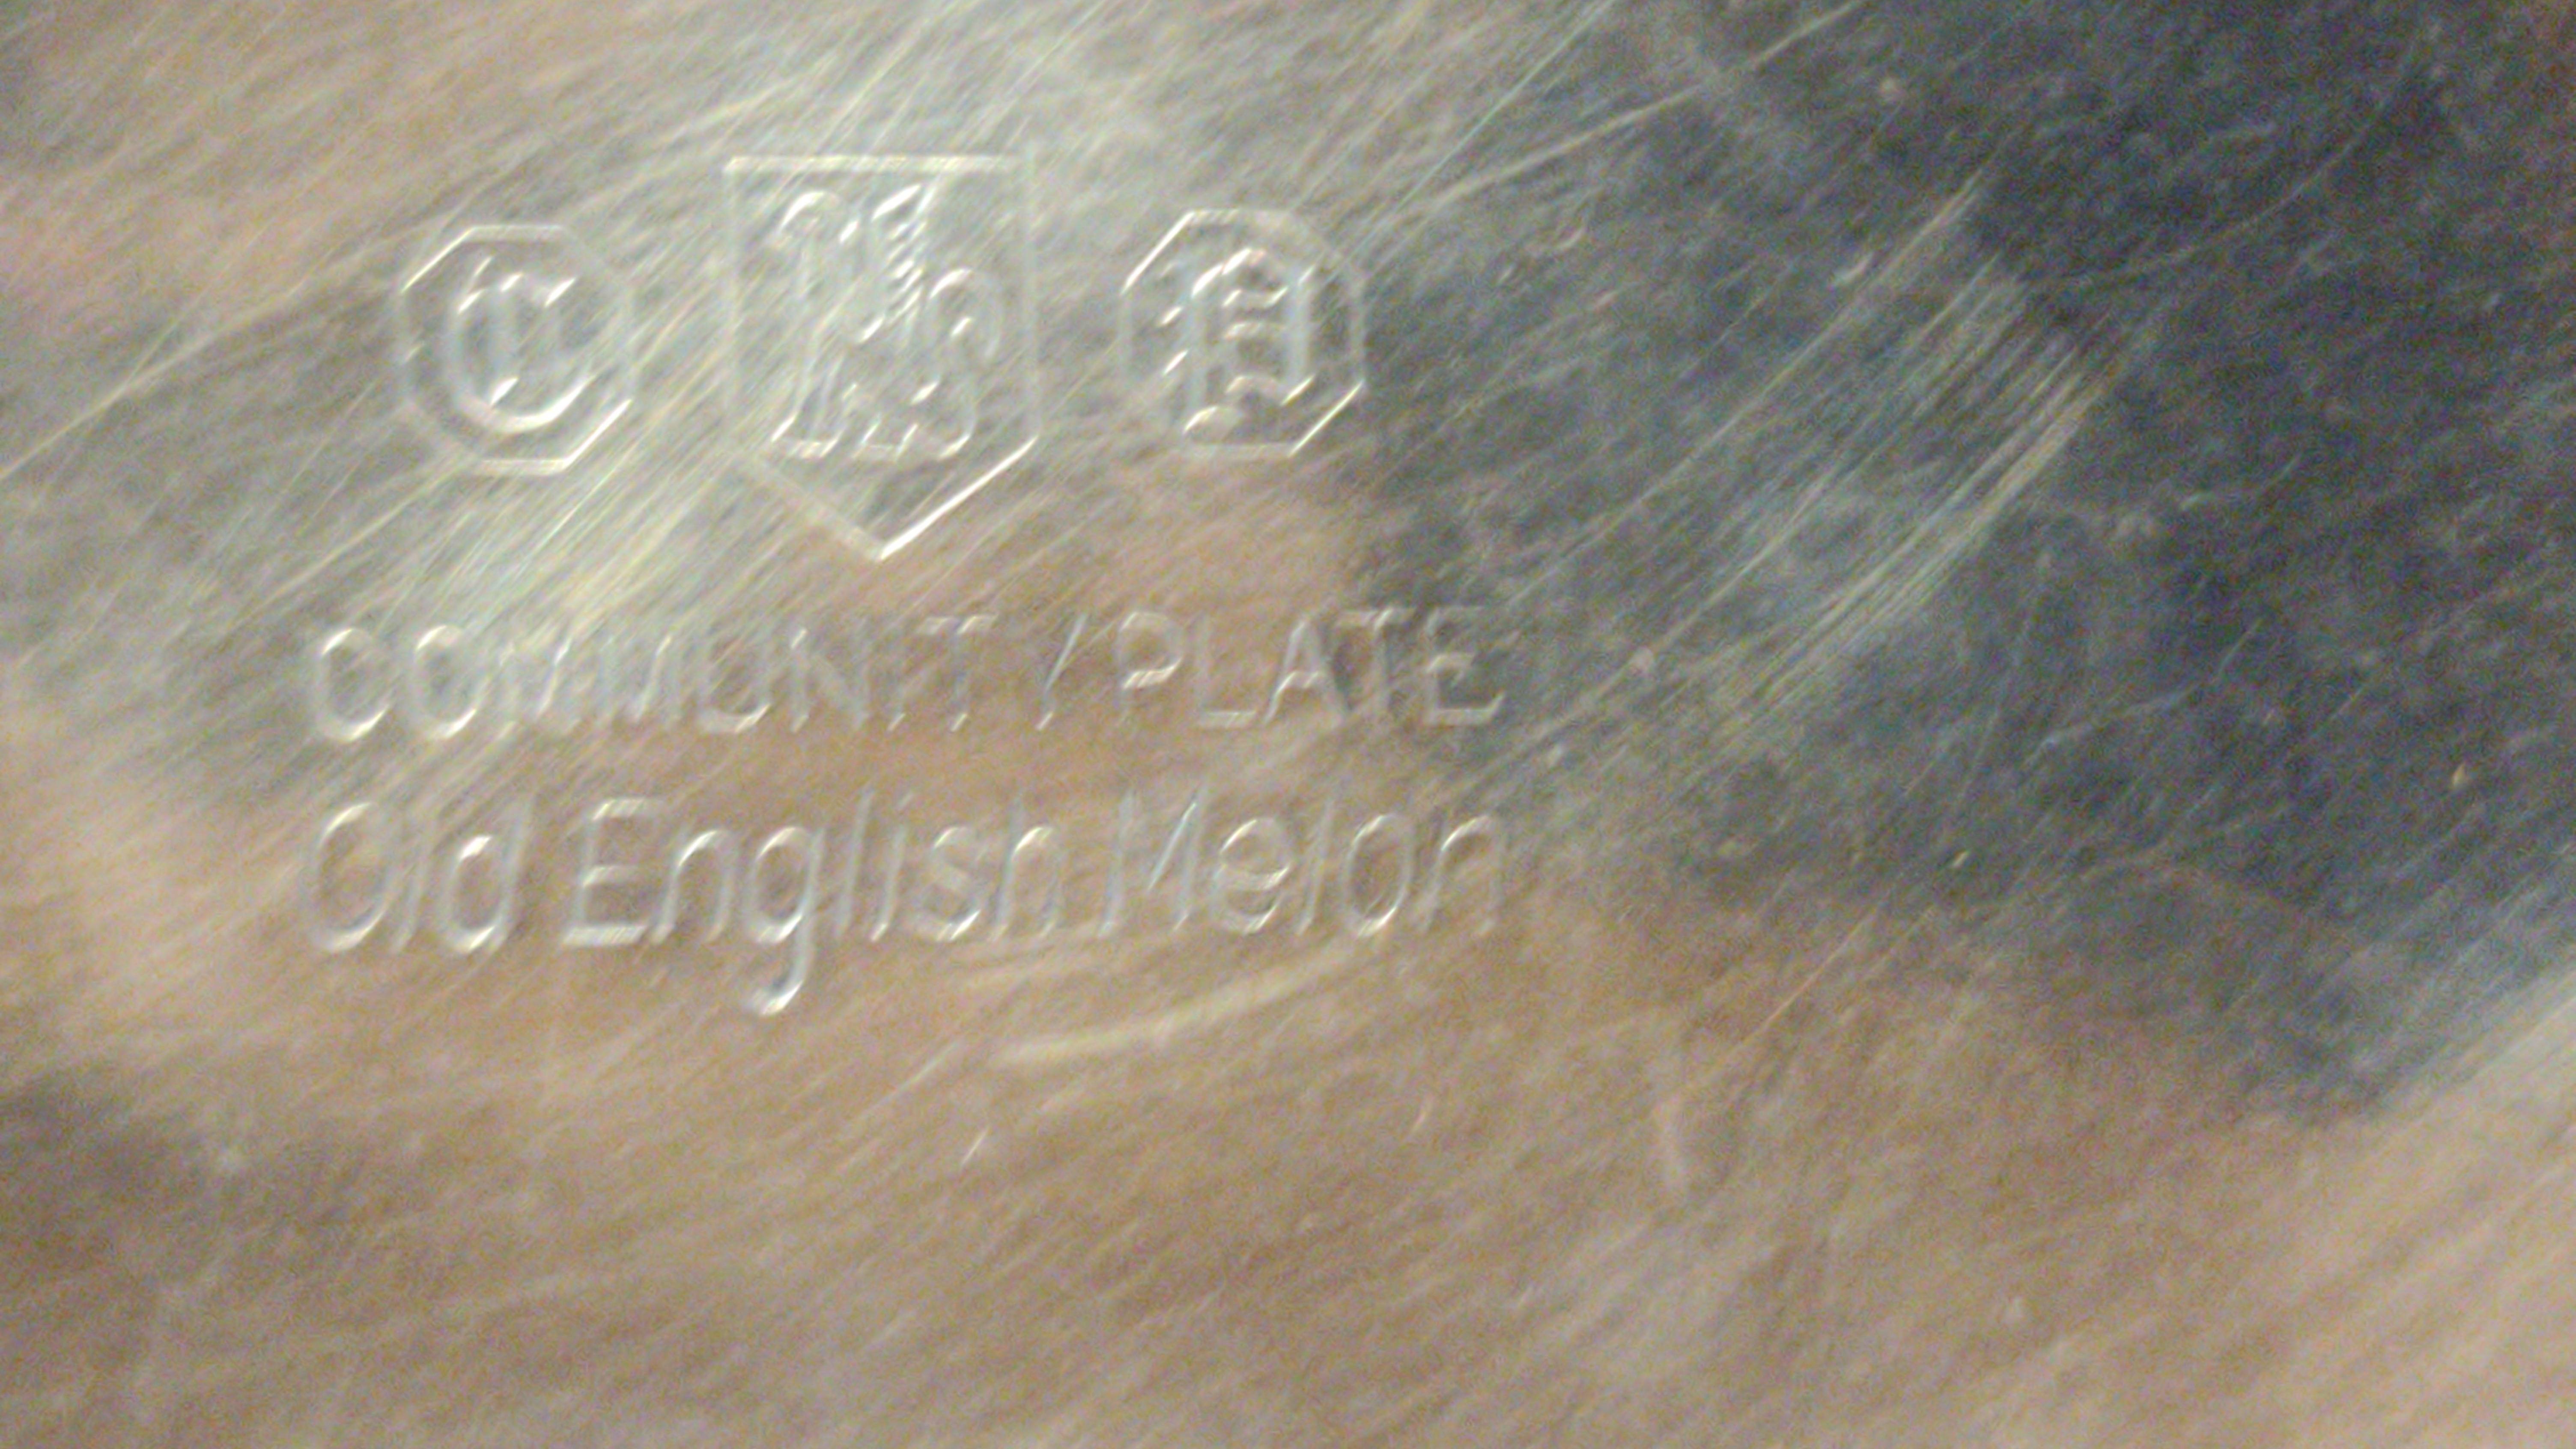 C P
COMMUNITY PLATE
Old English Melon